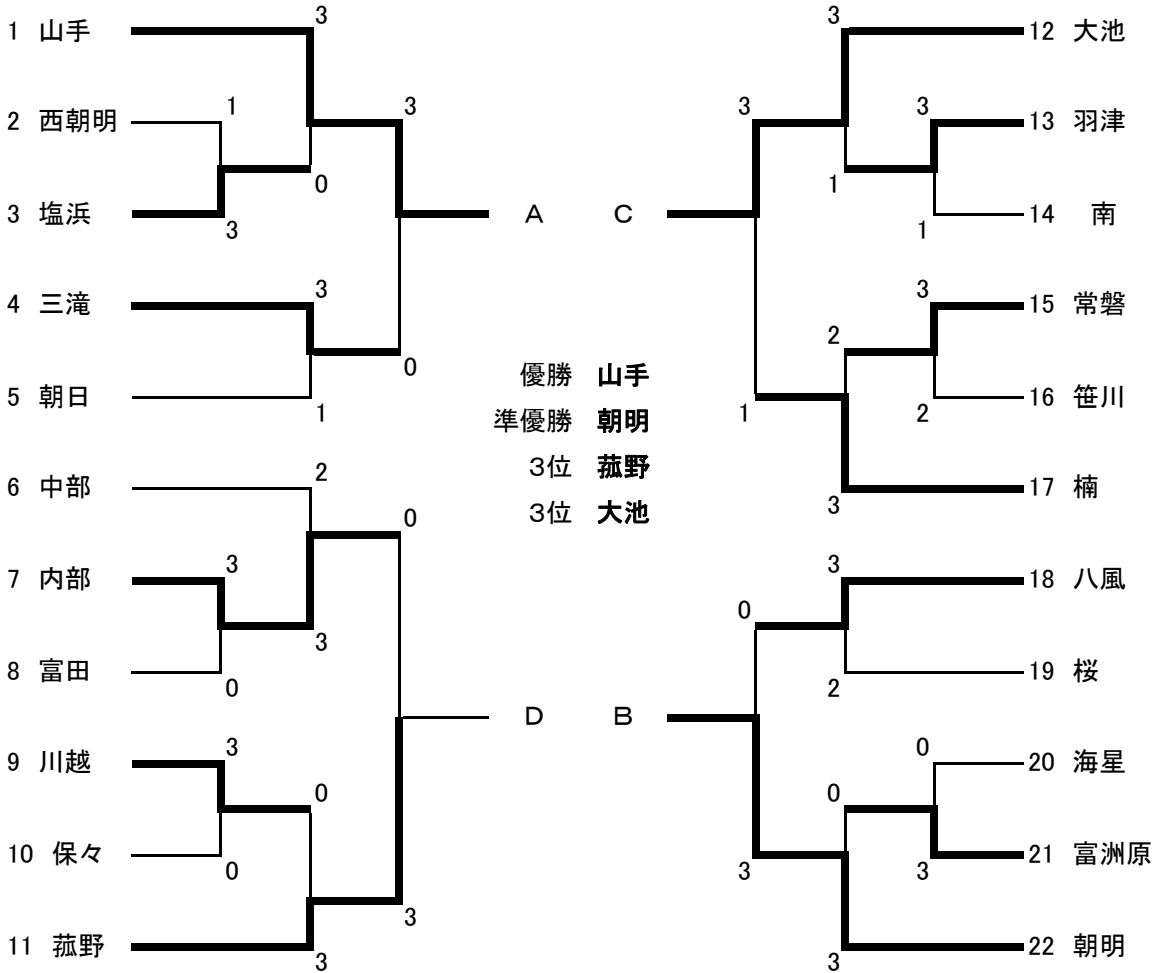 3
1 山手
1
2 西朝明
3
0
3 塩浜
3
A
3
4 三滝
0
5 朝日
1
2
6 中部
0
3
7 内部
3
8 富田
0
D
3
9 川越
0
10 保々
0
3
11 菰野
3
優勝 山手
準優勝 朝明
3位 菰野
3位 大池
3
12 大池
3
3
13 羽津
1
C
14 南
1
3
15 常磐
2
16 笹川
1
2
17 楠
3
3
18 八風
0
19 桜
2
B
0
20 海星
0
21 富洲原
3
3
22 朝明
3